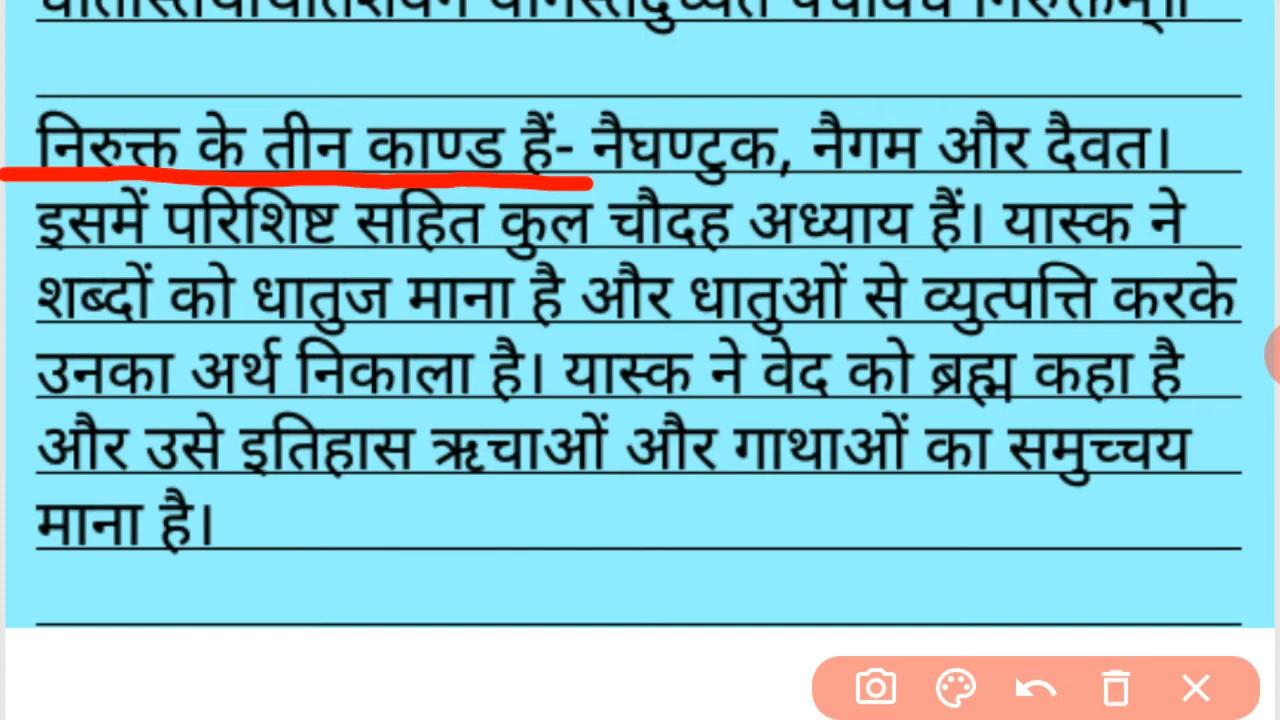 निरुक्त के तीन काण्ड हैं- नैघण्टुक, नैगम और दैवत।
इसमें परिशिष्ट सहित कुल चौदह अध्याय हैं। यास्क ने
शब्दों को धातुज माना है और धातुओं से व्युत्पत्ति करके
उनका अर्थ निकाला है। यास्क ने वेद को ब्रह्म कहा है
और उसे इतिहास ऋचाओं और गाथाओं का समुच्चय
माना है।